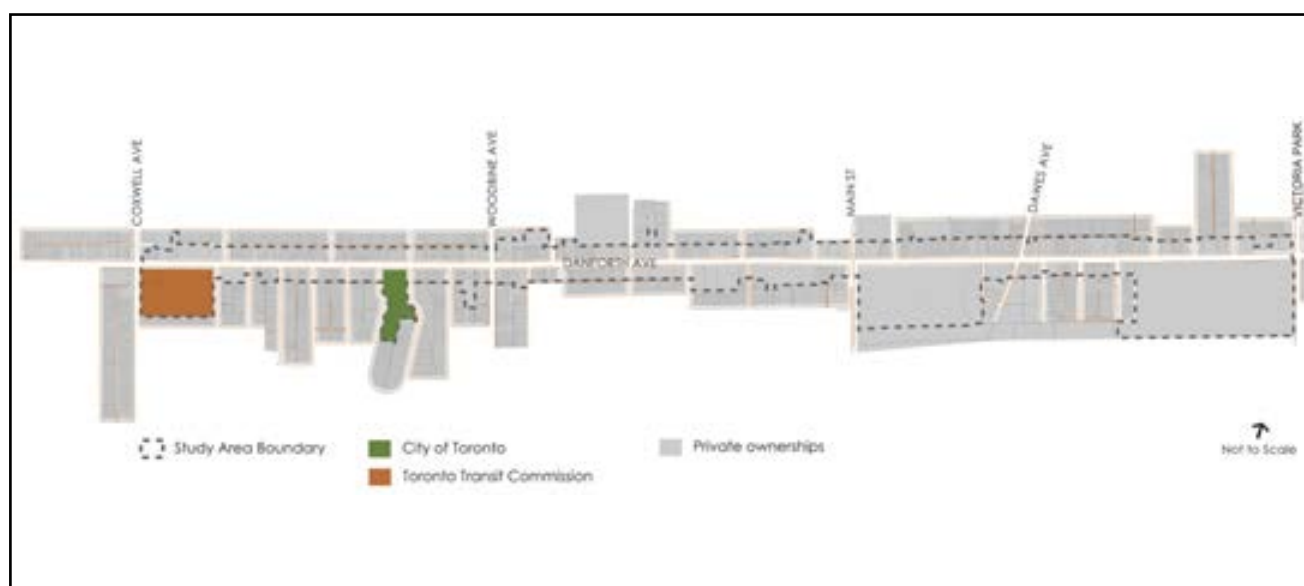 COXWELL AVE
WOODBINE AVE
MAIN ST
DAWES AVE
VICTORIA PARK
DANFORTH AVE
Study Area Boundary
City of Toronto
Private ownerships
Toronto Transit Commission
Not to Scale